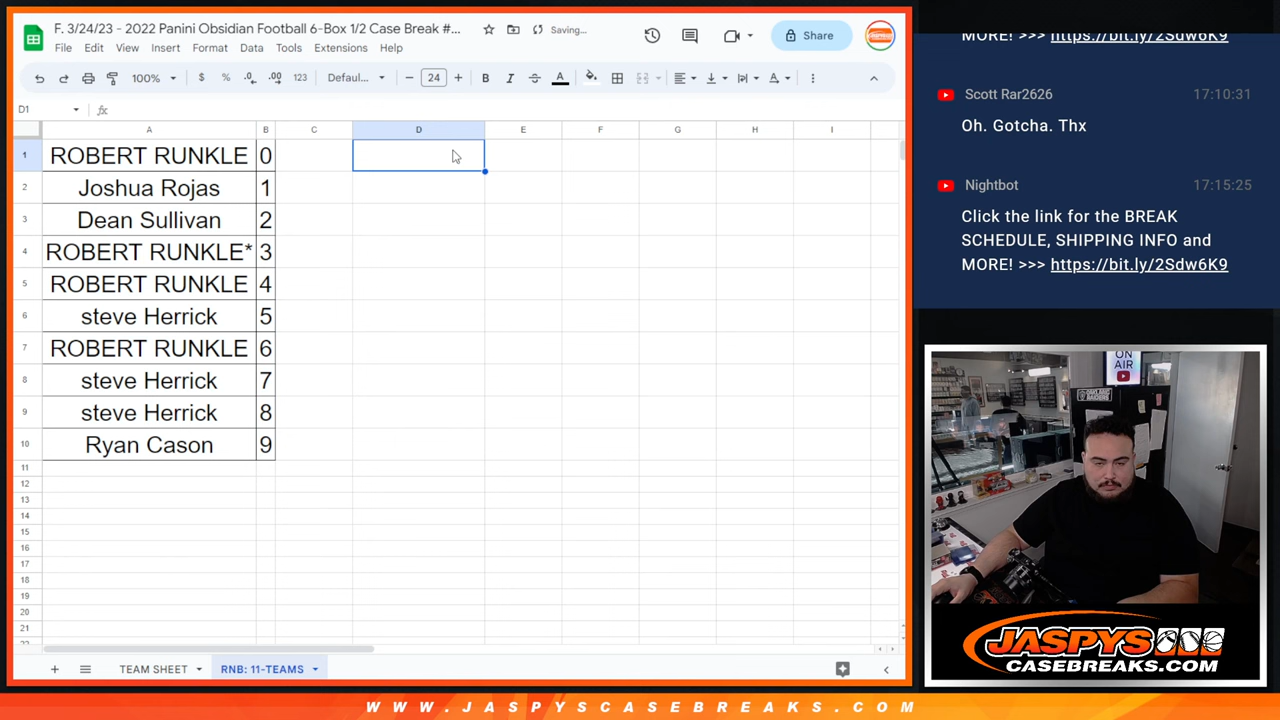 F. 3/24/23 - 2022 Panini Obsidian Football 6-Box 1/2 Case Break #...
Saving...
File Edit View Insert Format Data Tools Extensions Help
Share
100% $ % .0 .00 123 Defaul... 24 B I A
D1 fx
A B C D E F G H I
1 ROBERT RUNKLE 0
2 Joshua Rojas 1
3 Dean Sullivan 2
4 ROBERT RUNKLE* 3
5 ROBERT RUNKLE 4
6 steve Herrick 5
7 ROBERT RUNKLE 6
8 steve Herrick 7
9 steve Herrick 8
10 Ryan Cason 9
11
12
13
14
15
16
17
18
19
20
21
TEAM SHEET RNB: 11-TEAMS
MORE! >>> https://bit.ly/2Sdw6K9
Scott Rar2626 17:10:31
Oh. Gotcha. Thx
Nightbot 17:15:25
Click the link for the BREAK
SCHEDULE, SHIPPING INFO and
MORE! >>> https://bit.ly/2Sdw6K9
ON
AIR
JASPYS
CASEBREAKS.COM
WWW.JASPYSCASEBREAKS.COM